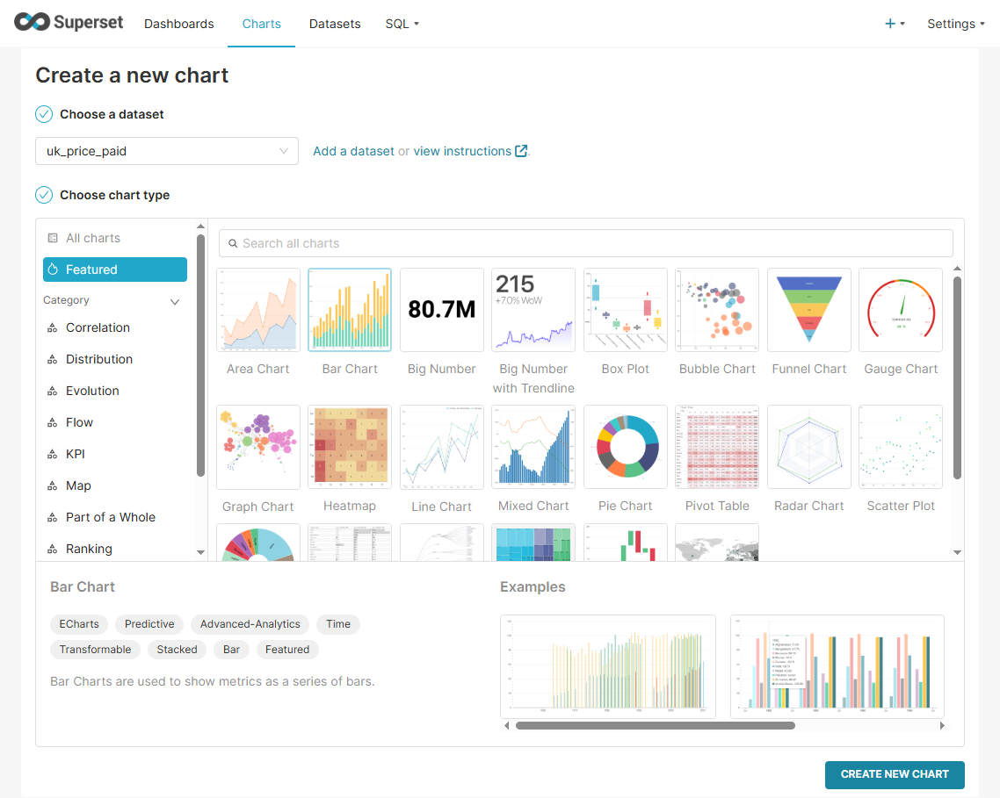 Superset Dashboards Charts Datasets SQL + Settings
Create a new chart
Choose a dataset
uk_price_paid Add a dataset or view instructions.
Choose chart type
All charts
Search all charts
Featured
Category
Correlation
Distribution
Evolution
Flow
KPI
Map
Part of a Whole
Ranking
80.7M
215
+7.0% WoW
Area Chart Bar Chart Big Number Big Number with Trendline Box Plot Bubble Chart Funnel Chart Gauge Chart
Graph Chart Heatmap Line Chart Mixed Chart Pie Chart Pivot Table Radar Chart Scatter Plot
Bar Chart
ECharts Predictive Advanced-Analytics Time
Transformable Stacked Bar Featured
Bar Charts are used to show metrics as a series of bars.
Examples
CREATE NEW CHART